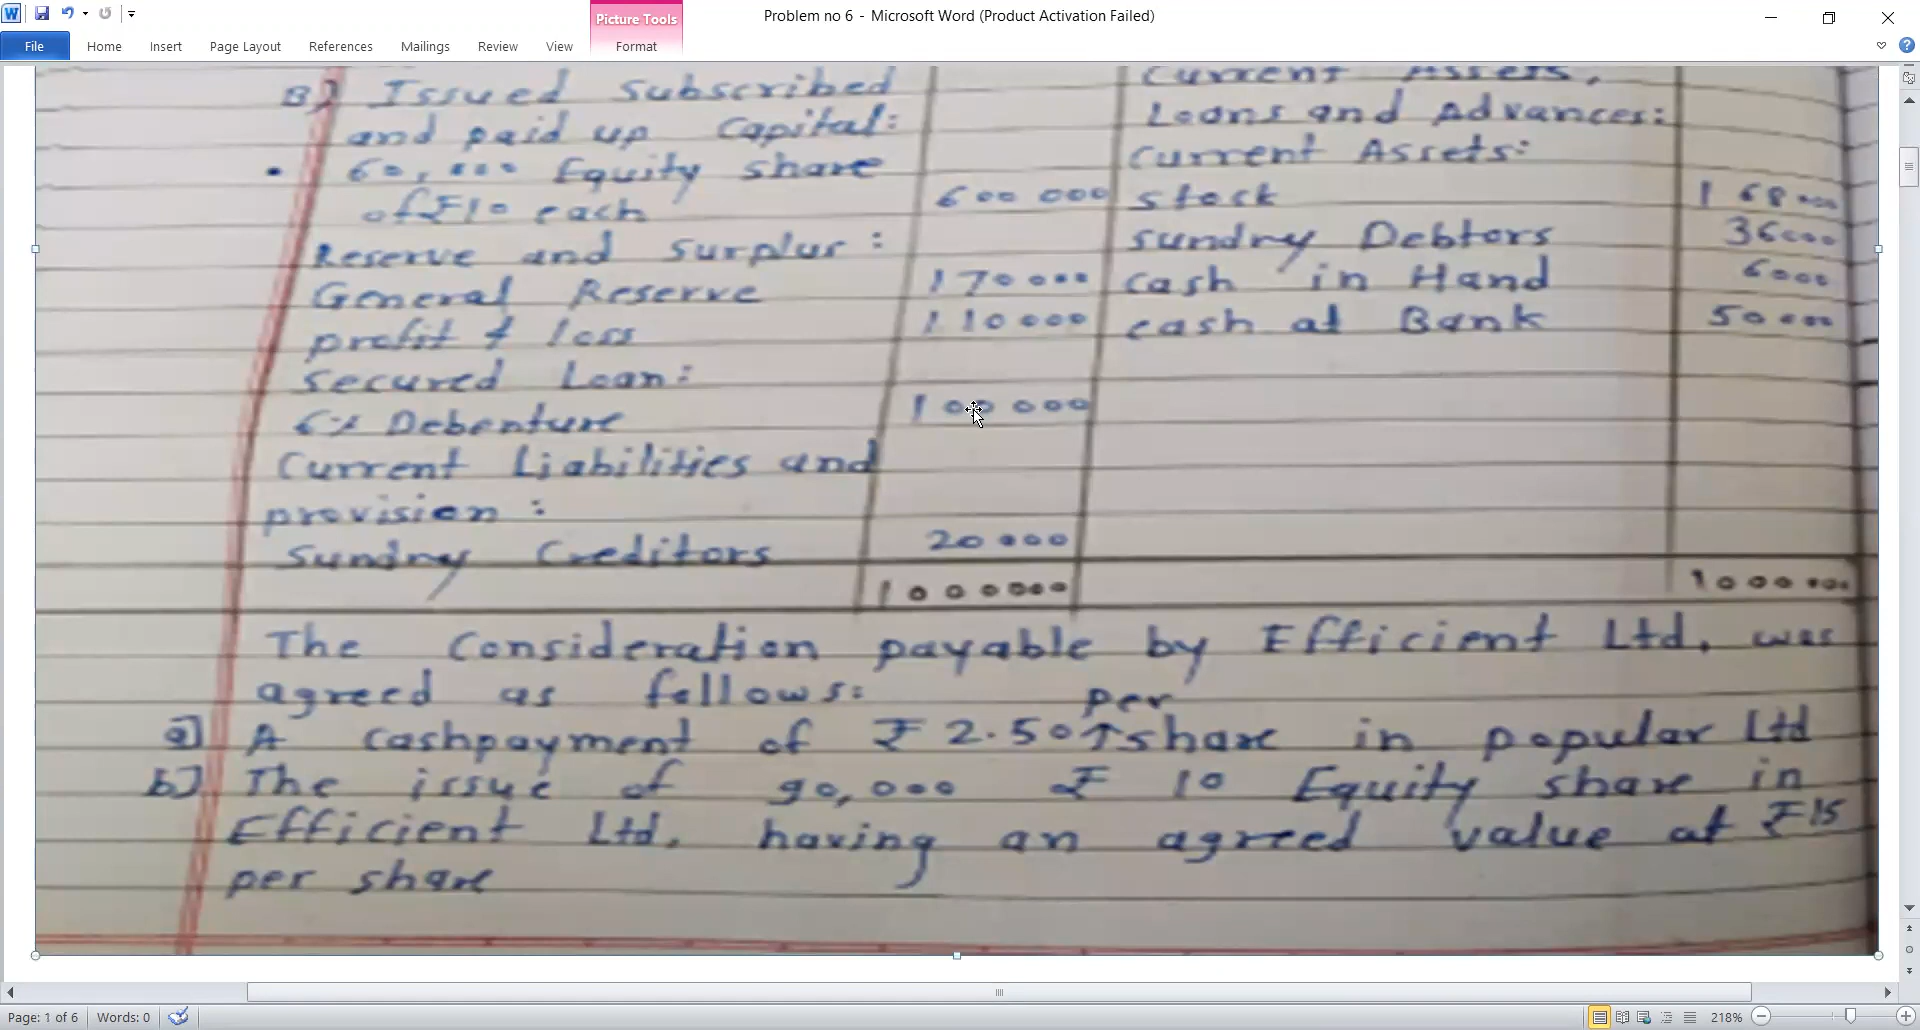 Picture Tools
Problem no 6 - Microsoft Word (Product Activation Failed)
File Home Insert Page Layout References Mailings Review View Format
B) Issued Subscribed
and paid up Capital:
• 60,000 Equity share
of ₹10 each 600 000
Reserve and Surplus:
General Reserve 170000
profit & loss 110000
Secured Loan:
6% Debenture 100 000
Current Liabilities and
provision:
Sundry Creditors 20000
1000000
Current Assets,
Loans and Advances:
Current Assets:
stock 168000
Sundry Debtors 36000
cash in Hand 6000
cash at Bank 50000
1000000
The Consideration payable by Efficient Ltd, was
agreed as follows:
a] A cashpayment of ₹ 2.50 ↑ per share in popular Ltd
b] The issue of 90,000 ₹ 10 Equity share in
Efficient Ltd. having an agreed value at ₹15
per share
Page: 1 of 6 Words: 0 218%